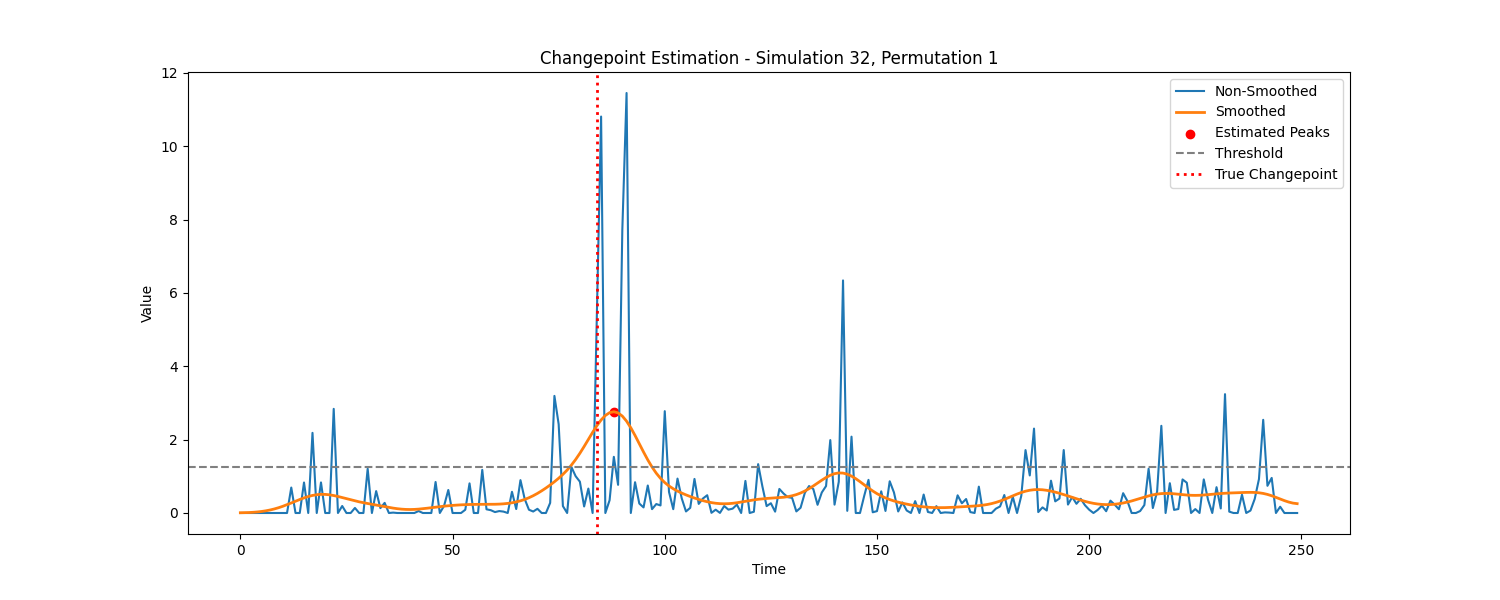 Changepoint Estimation - Simulation 32, Permutation 1
12
10
8
6
4
2
0
Value
0
50
100
150
200
250
Time
Non-Smoothed
Smoothed
Estimated Peaks
Threshold
True Changepoint